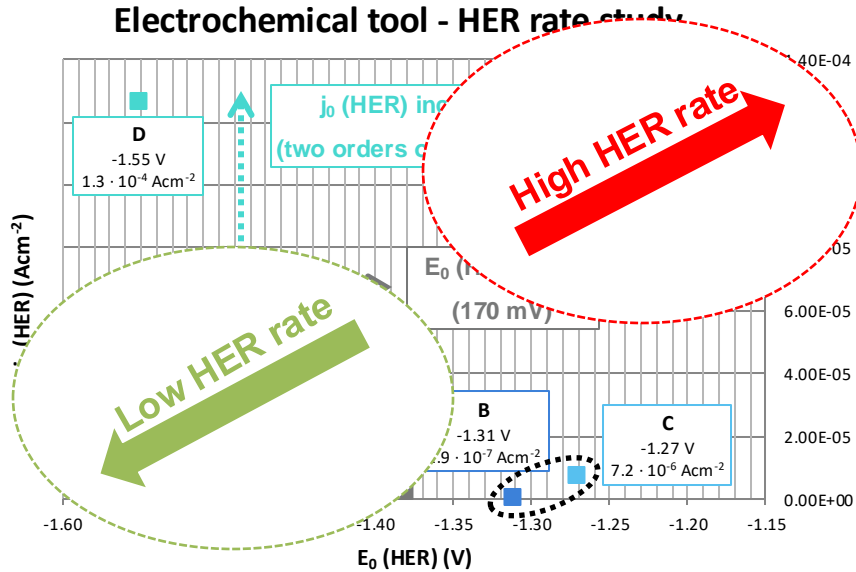 Electrochemical tool - HER rate study
1.40E-04
j₀ (HER)
(two orders
D
-1.55 V
1.3 · 10⁻⁴ Acm⁻²
High HER rate
(HER) (Acm⁻²)
E₀
(170 mV)
6.00E-05
Low HER rate
4.00E-05
B
-1.31 V
9 · 10⁻⁷ Acm⁻²
C
-1.27 V
7.2 · 10⁻⁶ Acm⁻²
2.00E-05
0.00E+00
-1.60 -1.40 -1.35 -1.30 -1.25 -1.20 -1.15
E₀ (HER) (V)